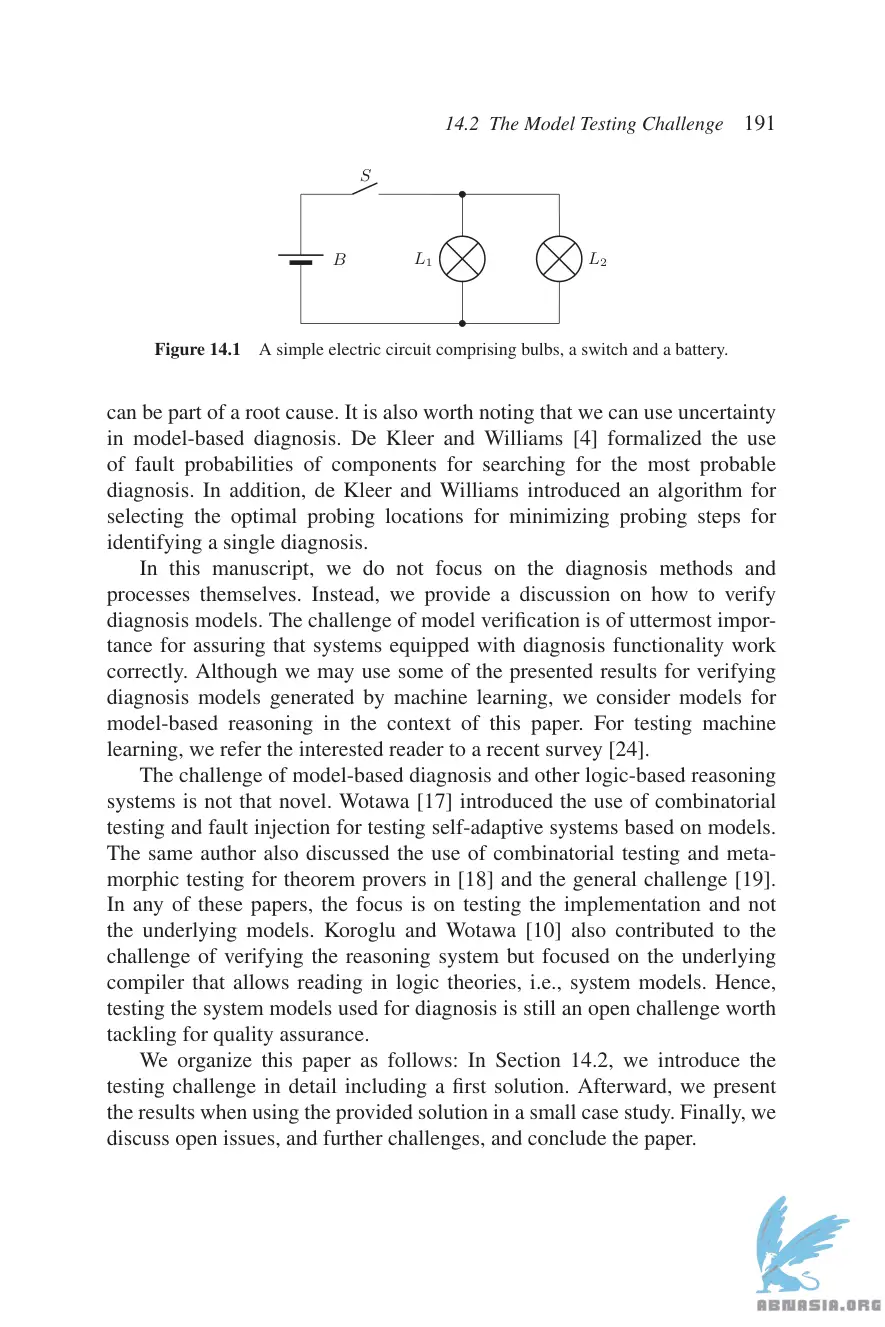 14.2 The Model Testing Challenge 191
S
B
L1
L2
Figure 14.1 A simple electric circuit comprising bulbs, a switch and a battery.
can be part of a root cause. It is also worth noting that we can use uncertainty
in model-based diagnosis. De Kleer and Williams [4] formalized the use
of fault probabilities of components for searching for the most probable
diagnosis. In addition, de Kleer and Williams introduced an algorithm for
selecting the optimal probing locations for minimizing probing steps for
identifying a single diagnosis.
In this manuscript, we do not focus on the diagnosis methods and
processes themselves. Instead, we provide a discussion on how to verify
diagnosis models. The challenge of model verification is of uttermost impor-
tance for assuring that systems equipped with diagnosis functionality work
correctly. Although we may use some of the presented results for verifying
diagnosis models generated by machine learning, we consider models for
model-based reasoning in the context of this paper. For testing machine
learning, we refer the interested reader to a recent survey [24].
The challenge of model-based diagnosis and other logic-based reasoning
systems is not that novel. Wotawa [17] introduced the use of combinatorial
testing and fault injection for testing self-adaptive systems based on models.
The same author also discussed the use of combinatorial testing and meta-
morphic testing for theorem provers in [18] and the general challenge [19].
In any of these papers, the focus is on testing the implementation and not
the underlying models. Koroglu and Wotawa [10] also contributed to the
challenge of verifying the reasoning system but focused on the underlying
compiler that allows reading in logic theories, i.e., system models. Hence,
testing the system models used for diagnosis is still an open challenge worth
tackling for quality assurance.
We organize this paper as follows: In Section 14.2, we introduce the
testing challenge in detail including a first solution. Afterward, we present
the results when using the provided solution in a small case study. Finally, we
discuss open issues, and further challenges, and conclude the paper.
ABNASIA.ORG